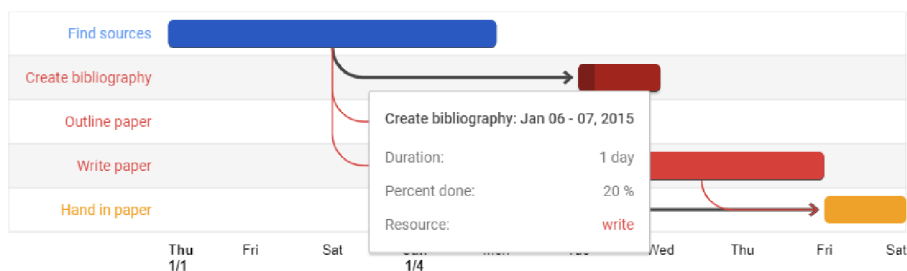 Find sources
Create bibliography
Outline paper
Write paper
Hand in paper
Create bibliography: Jan 06 - 07, 2015
Duration: 1 day
Percent done: 20 %
Resource: write
Thu Fri Sat Wed Thu Fri Sat
1/1 1/4